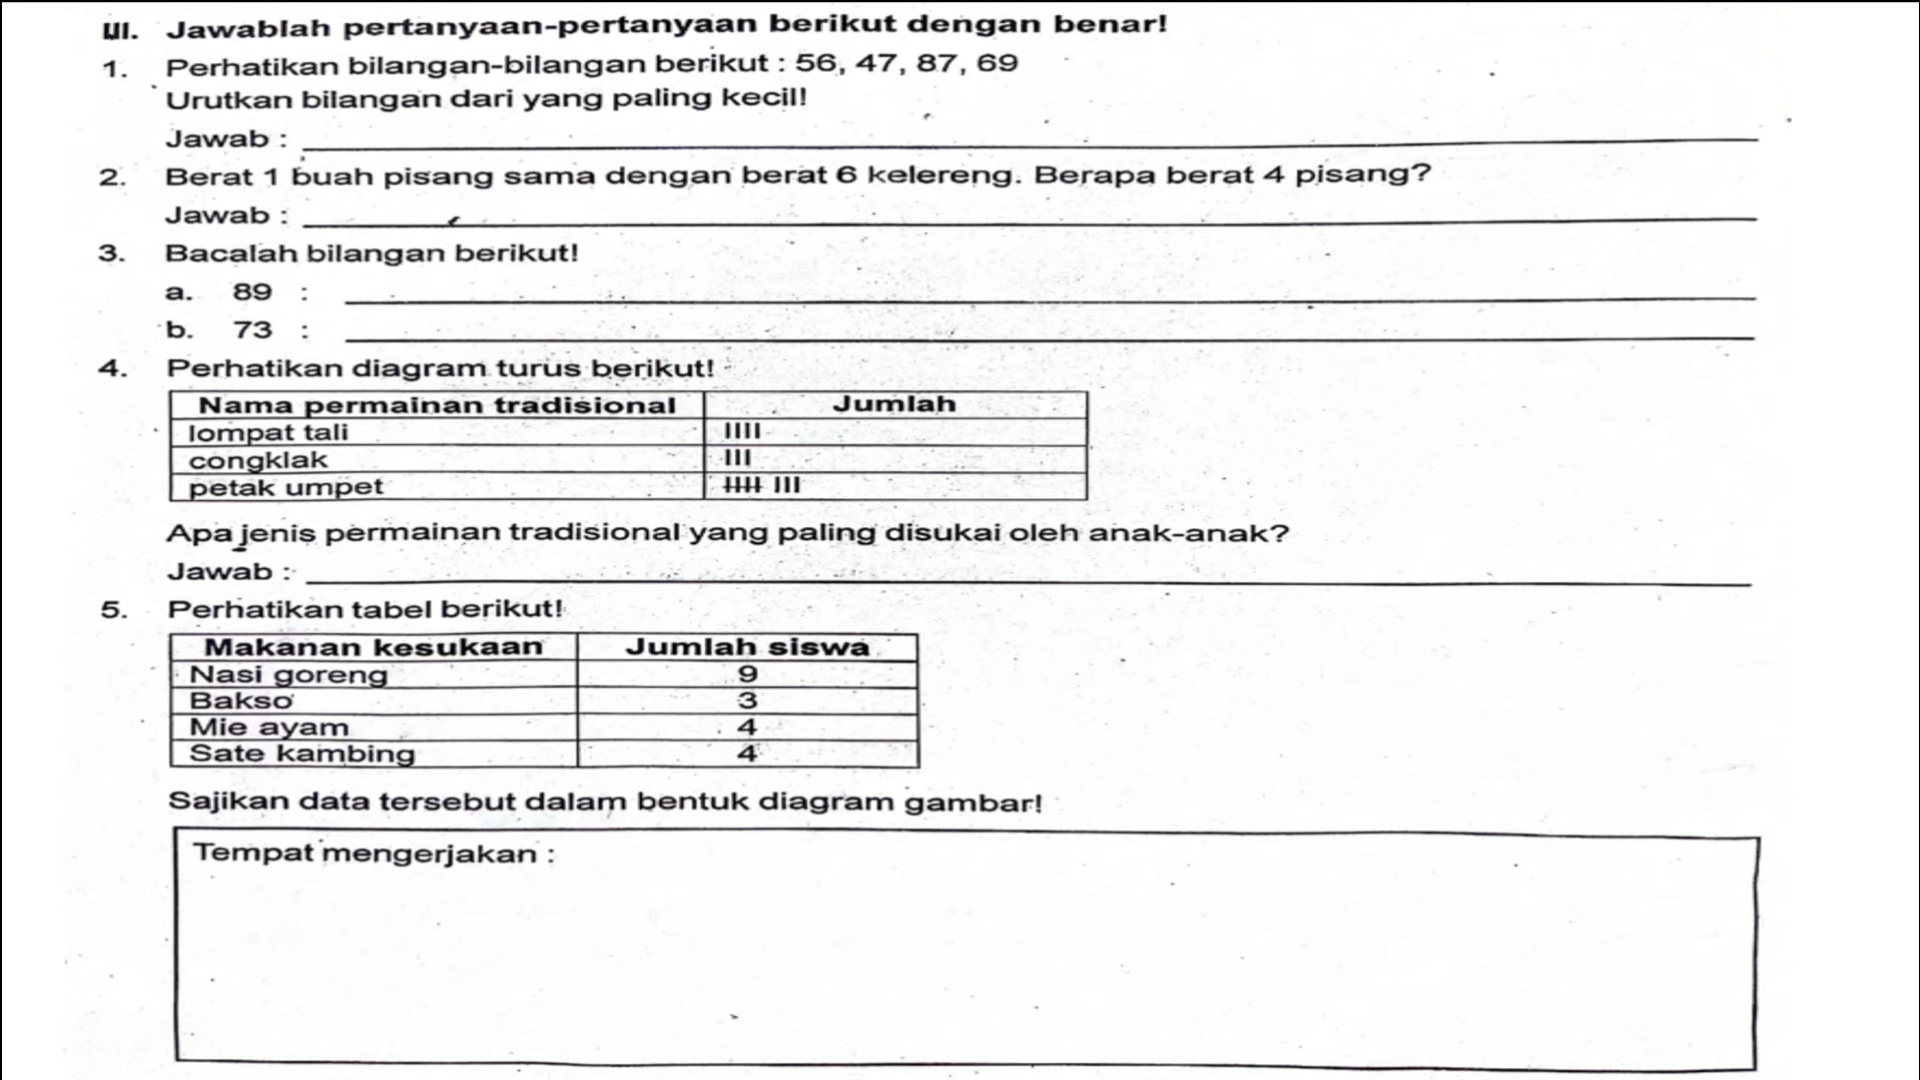 III. Jawablah pertanyaan-pertanyaan berikut dengan benar!
1. Perhatikan bilangan-bilangan berikut : 56, 47, 87, 69
Urutkan bilangan dari yang paling kecil!
Jawab :
2. Berat 1 buah pisang sama dengan berat 6 kelereng. Berapa berat 4 pisang?
Jawab :
3. Bacalah bilangan berikut!
a. 89 :
b. 73 :
4. Perhatikan diagram turus berikut!
Nama permainan tradisional Jumlah
lompat tali IIII
congklak III
petak umpet IIII III
Apa jenis permainan tradisional yang paling disukai oleh anak-anak?
Jawab :
5. Perhatikan tabel berikut!
Makanan kesukaan Jumlah siswa
Nasi goreng 9
Bakso 3
Mie ayam 4
Sate kambing 4
Sajikan data tersebut dalam bentuk diagram gambar!
Tempat mengerjakan :